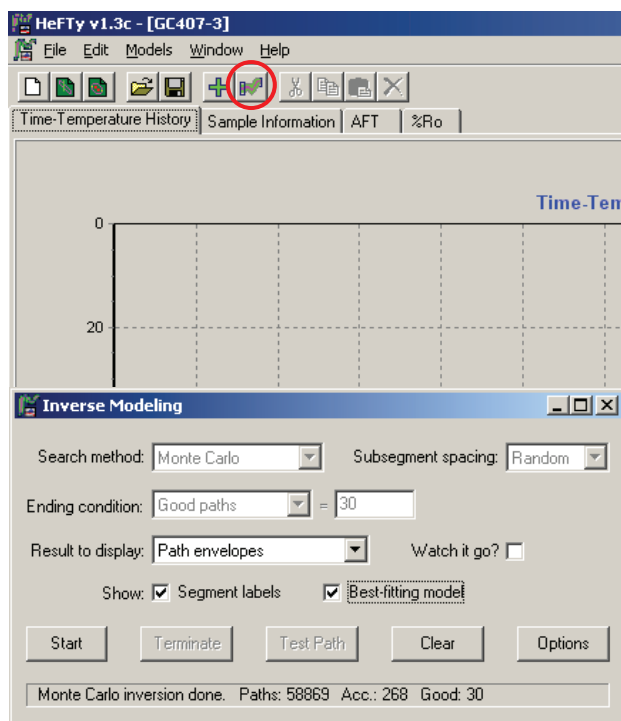 HeFTy v1.3c - [GC407-3]
File Edit Models Window Help
Time-Temperature History Sample Information AFT %Ro
Time-Tem
0
20
Inverse Modeling
Search method: Monte Carlo Subsegment spacing: Random
Ending condition: Good paths = 30
Result to display: Path envelopes Watch it go?
Show: Segment labels Best-fitting model
Start Terminate Test Path Clear Options
Monte Carlo inversion done. Paths: 58869 Acc.: 268 Good: 30